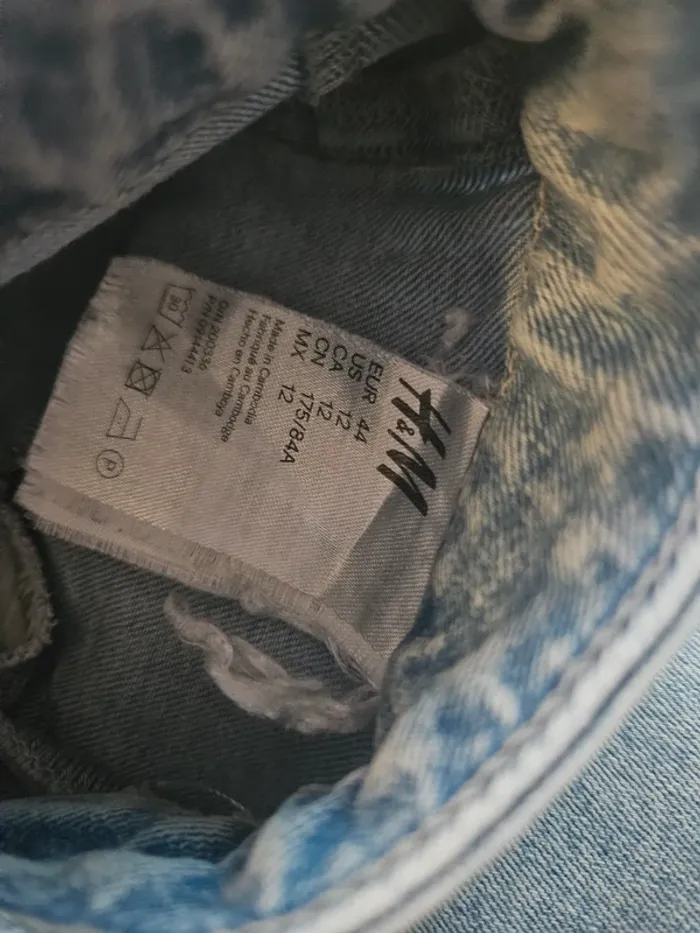 H&M
EUR 44
US 12
CA 12
CN 175/84A
MX 12
Made in Cambodia
Fabriqué au Cambodge
Hecho en Camboya
P/N
P